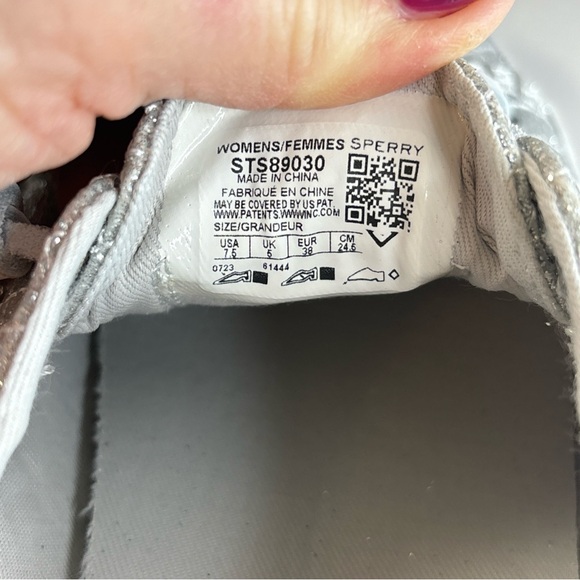 WOMENS/FEMMES SPERRY
STS89030
MADE IN CHINA
FABRIQUÉ EN CHINE
MAY BE COVERED BY US PAT.
WWW.PATENTS.WWWINC.COM
SIZE/GRANDEUR
USA UK EUR CM
7.5 5 38 24.5
0723 61444